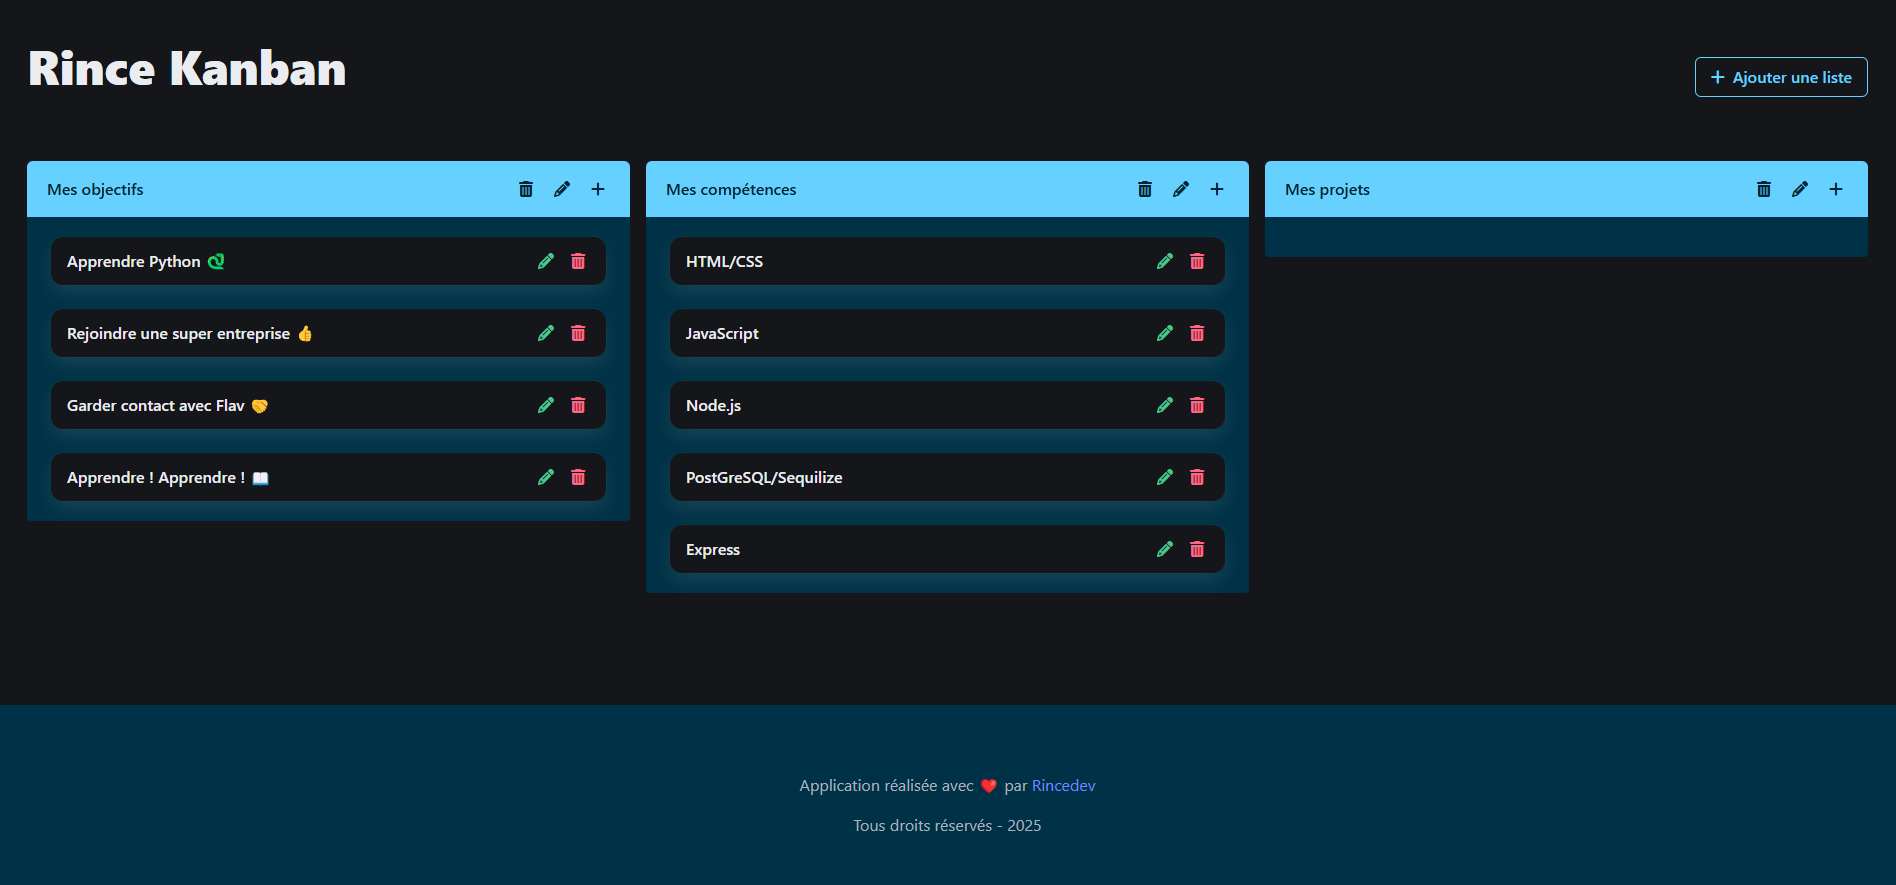 Rince Kanban
Ajouter une liste
Mes objectifs
Apprendre Python
Rejoindre une super entreprise 👍
Garder contact avec Flav 🤝
Apprendre ! Apprendre ! 📖
Mes compétences
HTML/CSS
JavaScript
Node.js
PostGreSQL/Sequilize
Express
Mes projets
Application réalisée avec ❤️ par Rincedev
Tous droits réservés - 2025